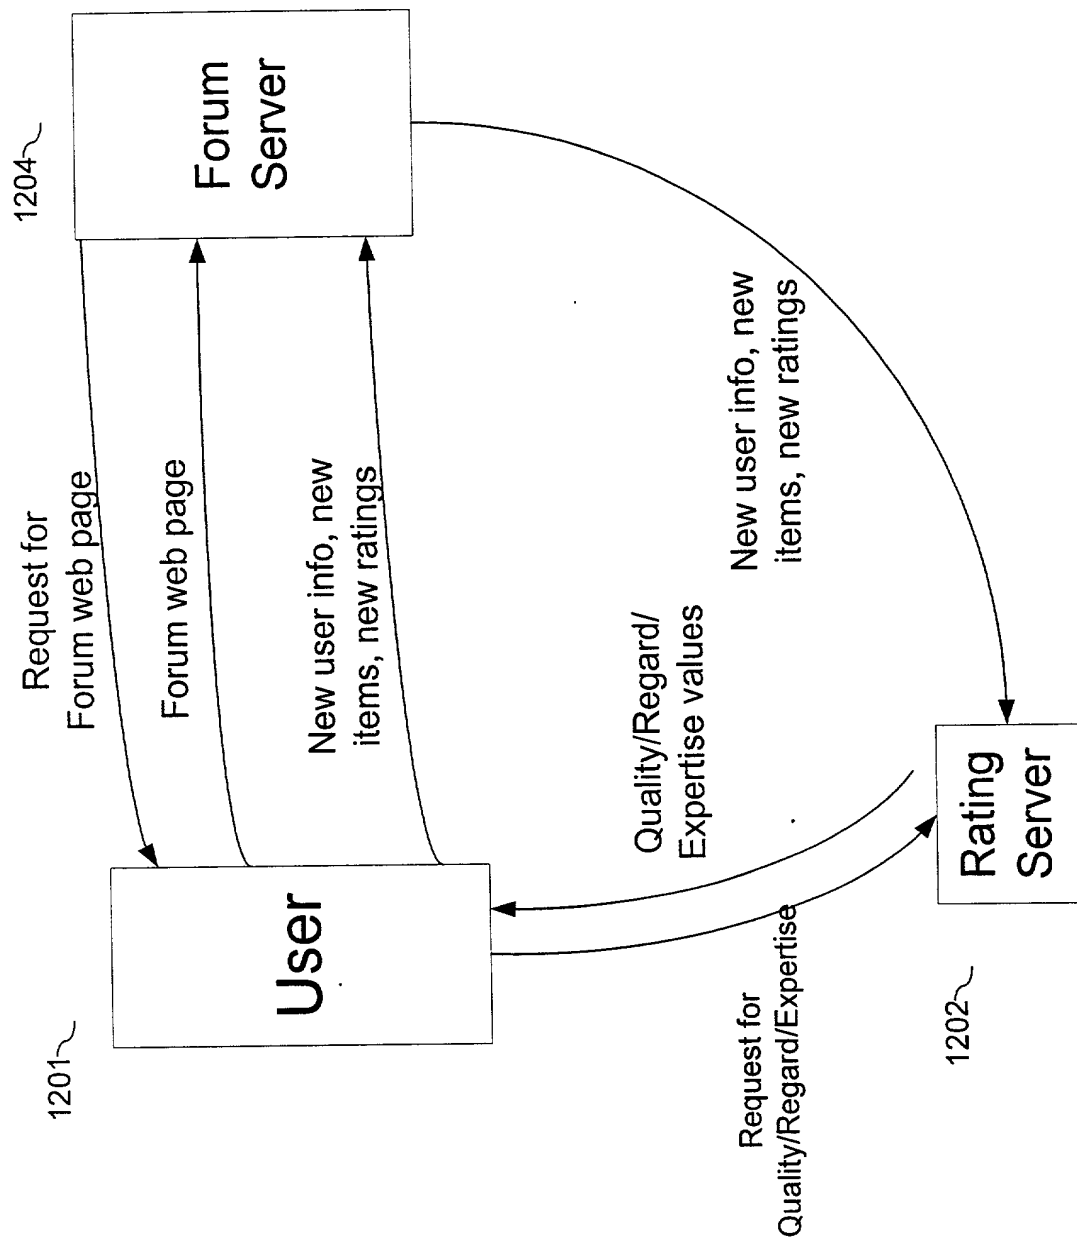 1201
User
Request for
Forum web page
Forum web page
New user info, new
items, new ratings
1204
Forum
Server
Request for
Quality/Regard/Expertise
Quality/Regard/
Expertise values
New user info, new
items, new ratings
1202
Rating
Server